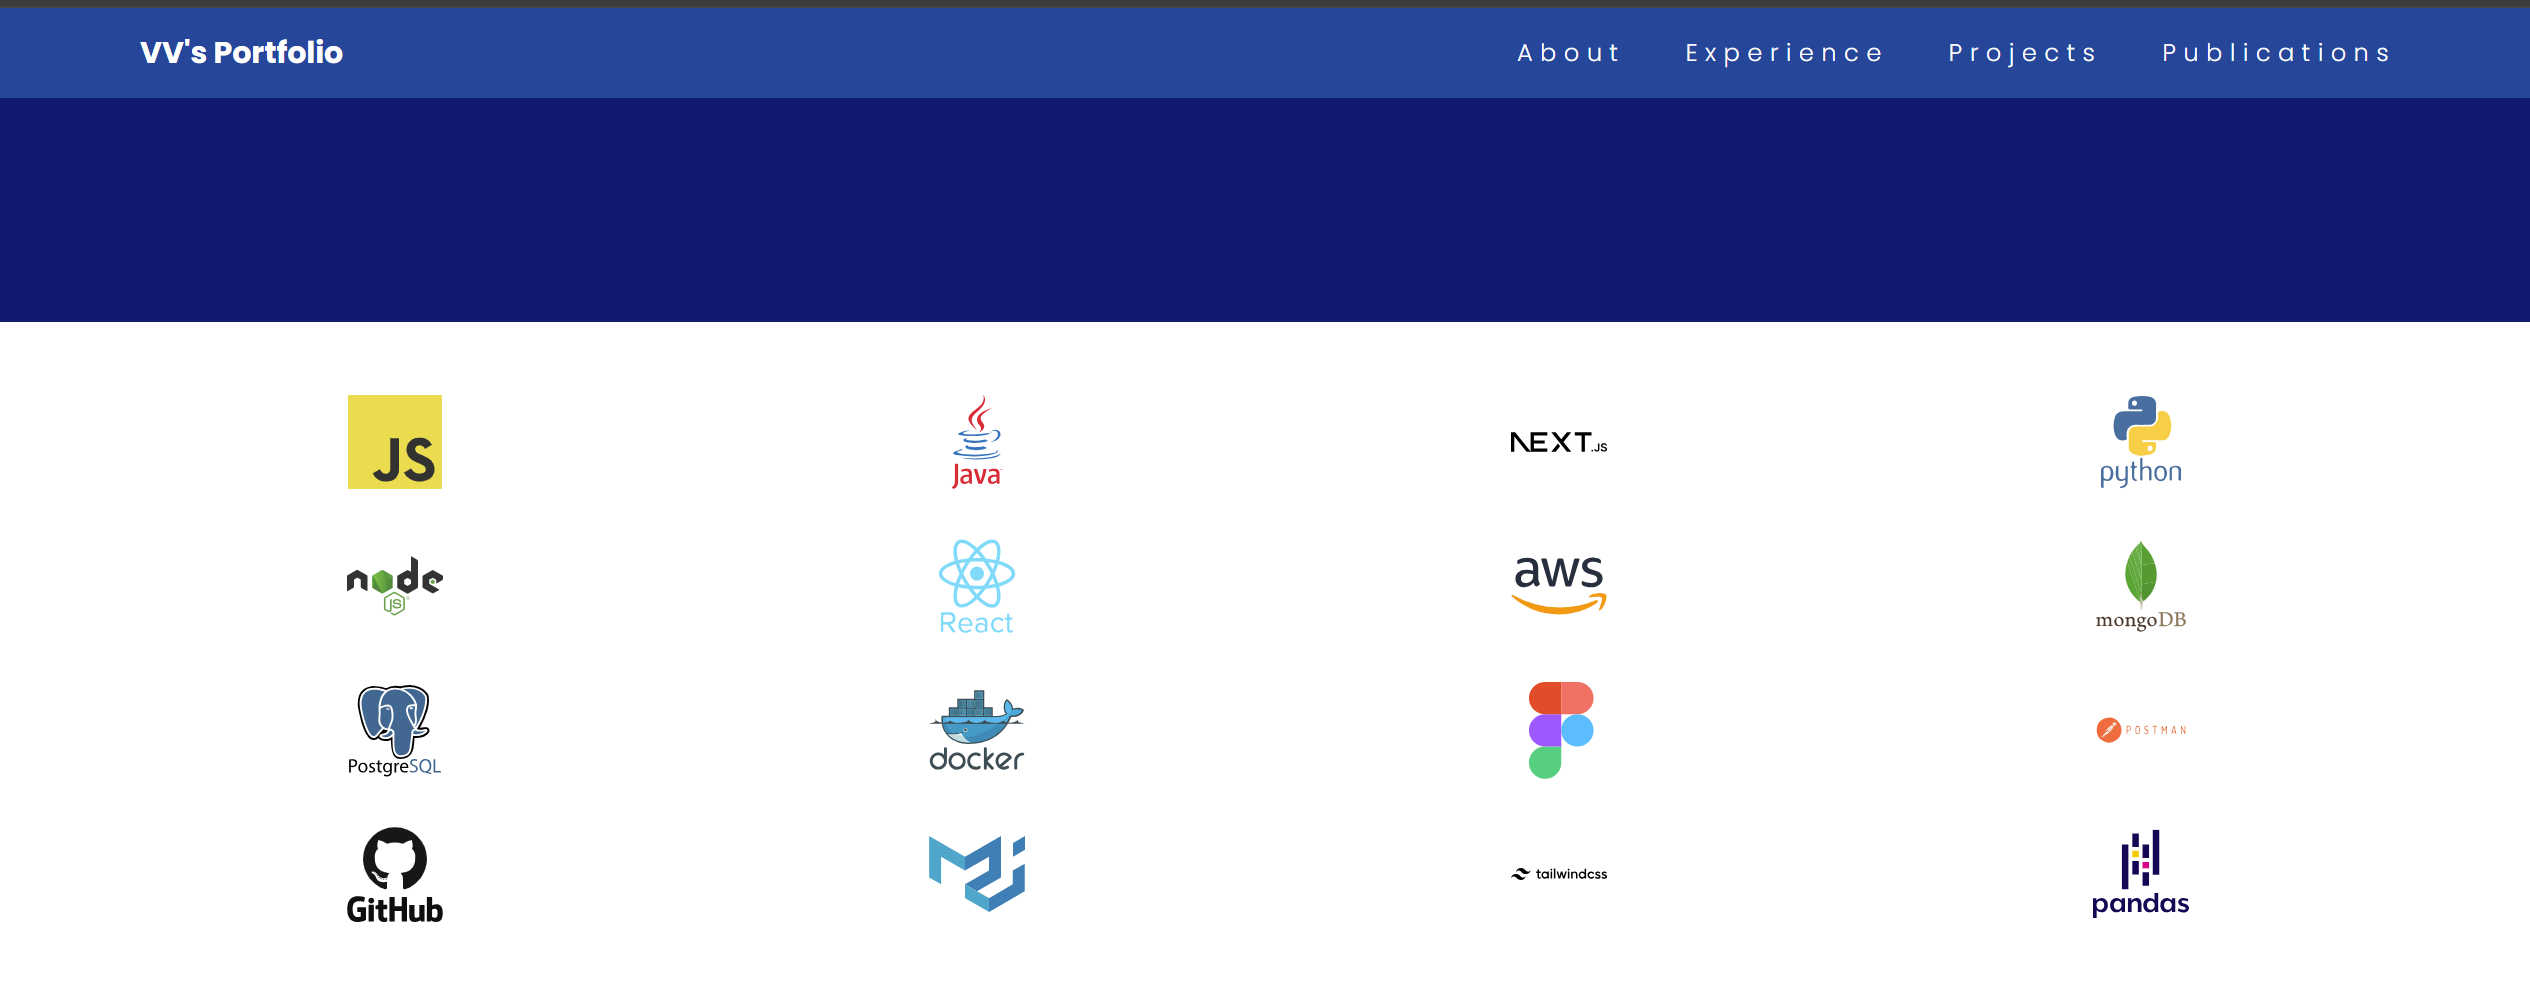 VV's Portfolio About Experience Projects Publications
JS Java NEXT.JS python
node JS React aws mongoDB
PostgreSQL docker POSTMAN
GitHub tailwindcss pandas